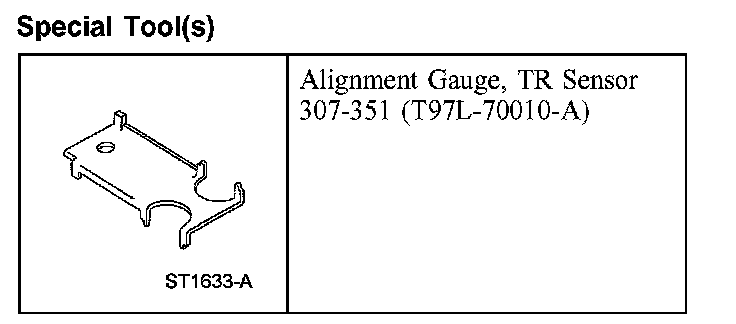 Special Tool(s)
Alignment Gauge, TR Sensor
307-351 (T97L-70010-A)
ST1633-A